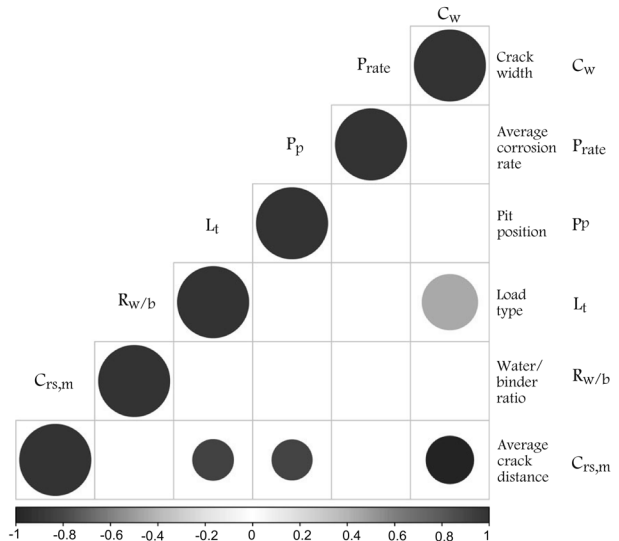 Cw
Prate
Crack
width
Cw
Pp
Average
corrosion
rate
Prate
Lt
Pit
position
Pp
Rw/b
Load
type
Lt
Crs,m
Water/
binder
ratio
Rw/b
Average
crack
distance
Crs,m
-1 -0.8 -0.6 -0.4 -0.2 0 0.2 0.4 0.6 0.8 1